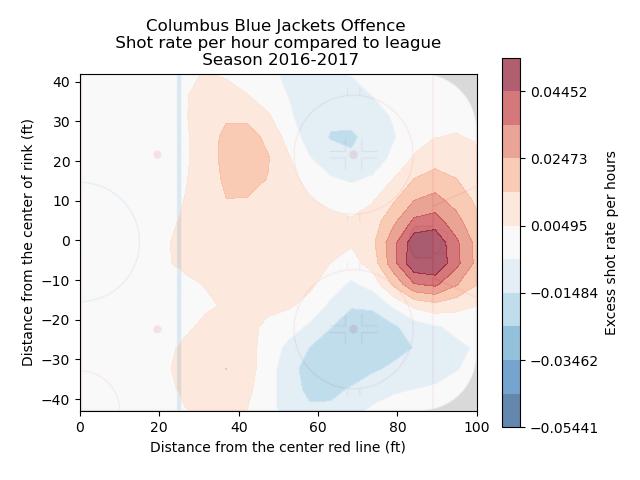 Columbus Blue Jackets Offence
Shot rate per hour compared to league
Season 2016-2017
40
30
20
10
0
−10
−20
−30
−40
Distance from the center of rink (ft)
0 20 40 60 80 100
Distance from the center red line (ft)
0.04452
0.02473
0.00495
−0.01484
−0.03462
−0.05441
Excess shot rate per hours